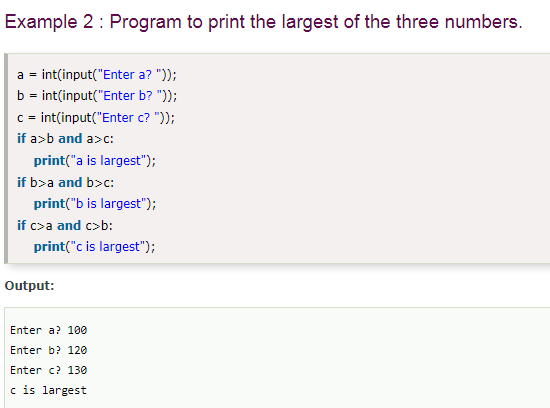 Example 2 : Program to print the largest of the three numbers.
a = int(input("Enter a? "));
b = int(input("Enter b? "));
c = int(input("Enter c? "));
if a>b and a>c:
print("a is largest");
if b>a and b>c:
print("b is largest");
if c>a and c>b:
print("c is largest");
Output:
Enter a? 100
Enter b? 120
Enter c? 130
c is largest